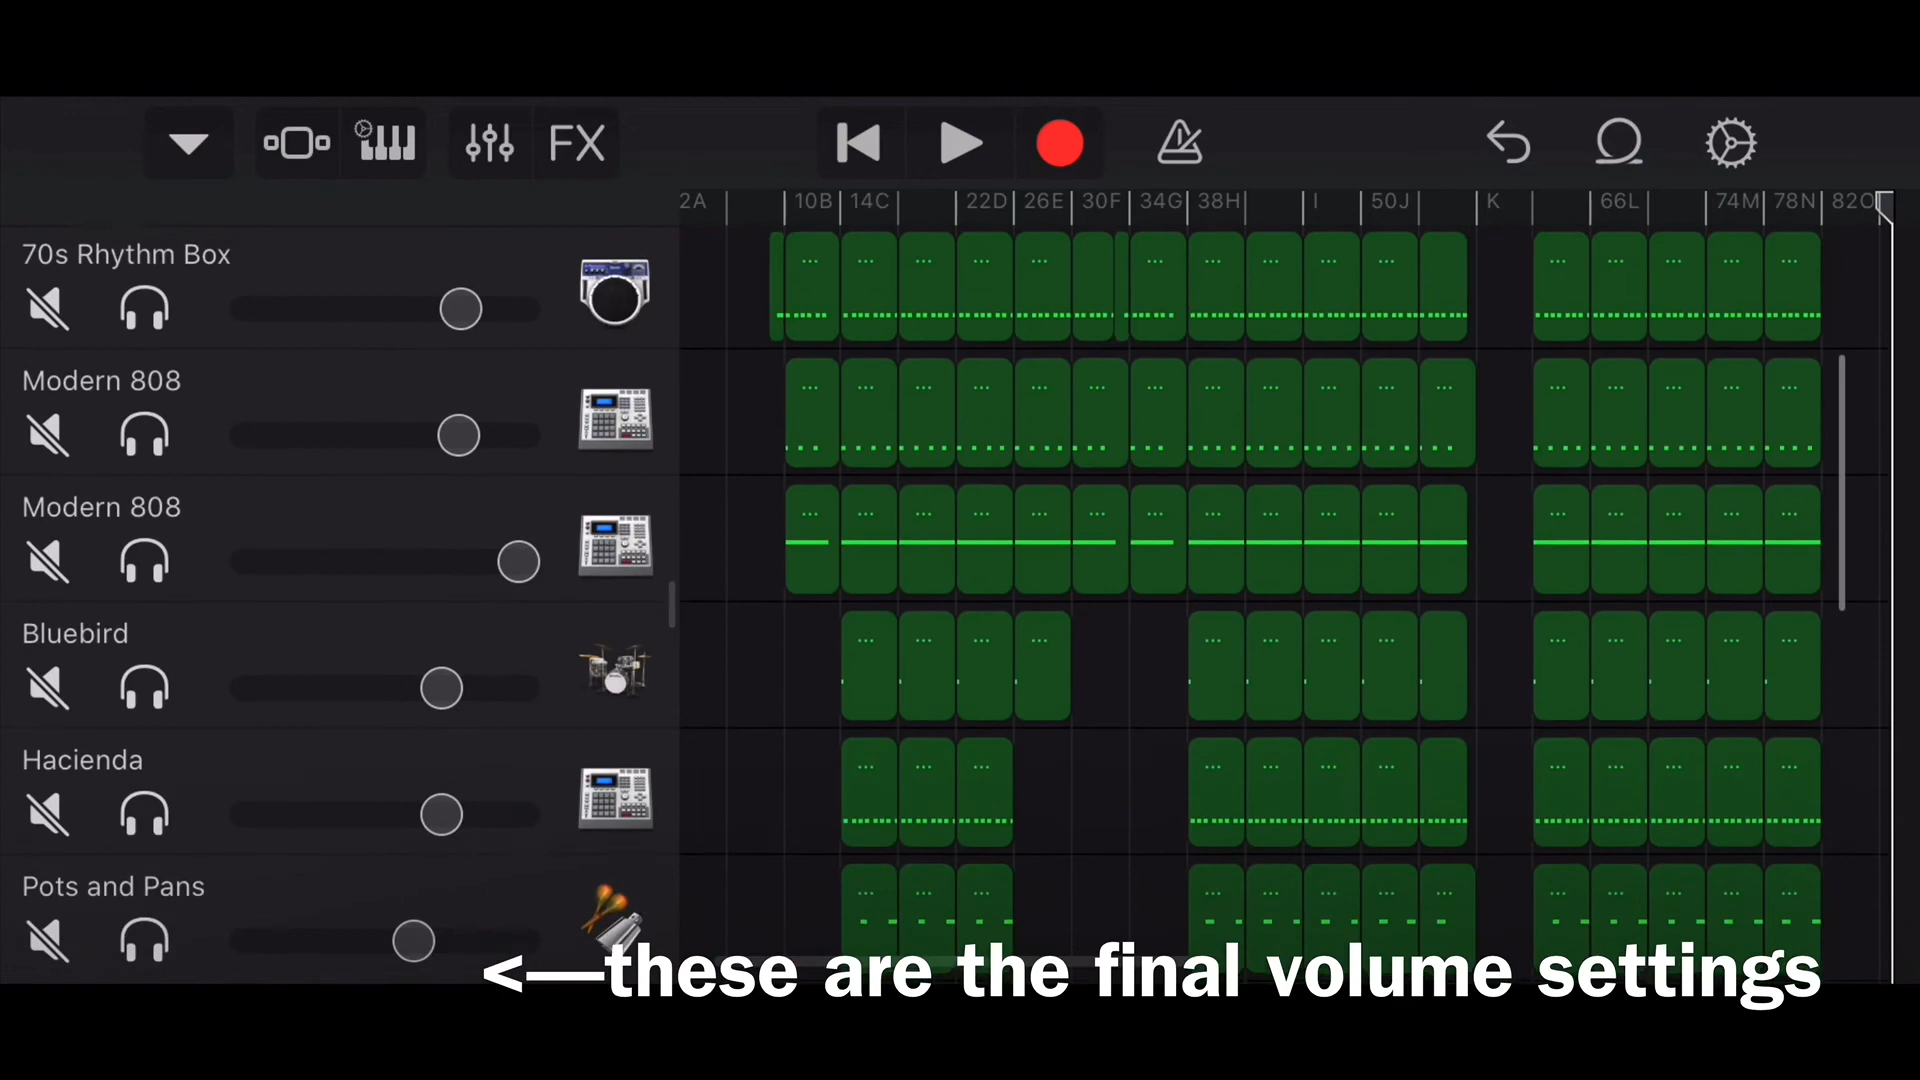 FX
2A 10B 14C 22D 26E 30F 34G 38H I 50J K 66L 74M 78N 82O
70s Rhythm Box
Modern 808
Modern 808
Bluebird
Hacienda
Pots and Pans
<—these are the final volume settings